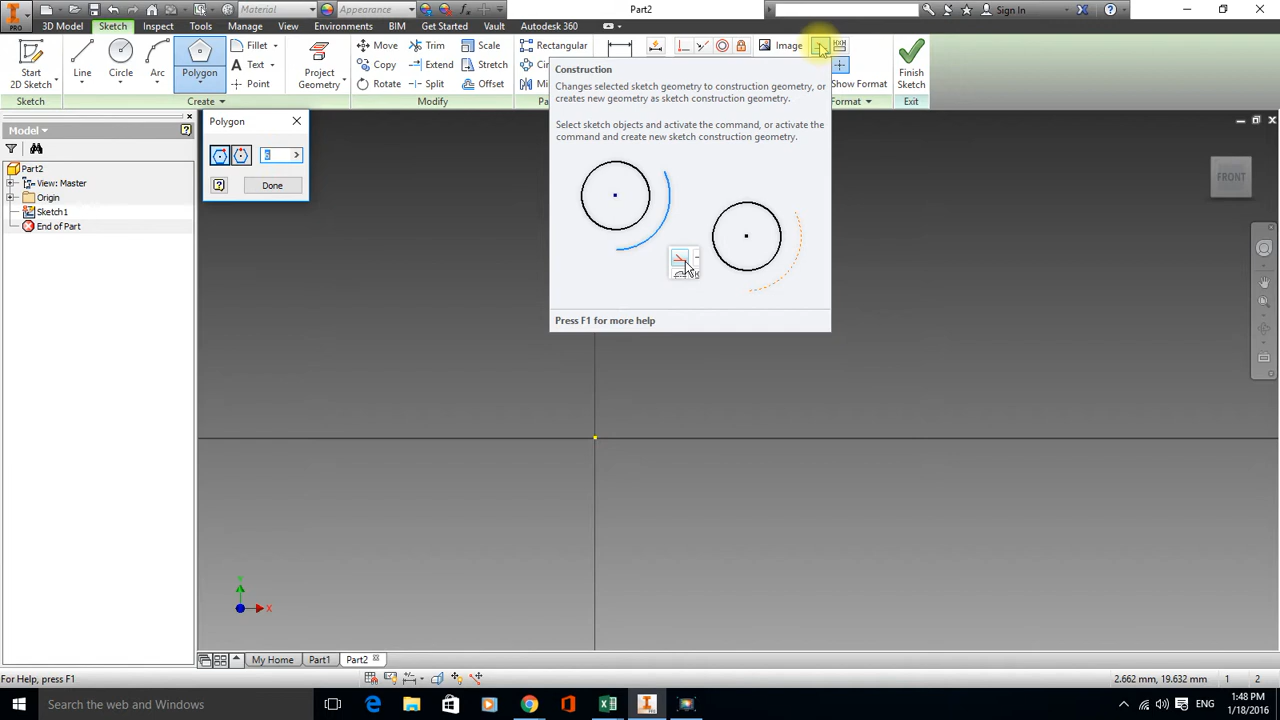 Material
Appearance
Part2
Sign In
PRO
3D Model
Sketch
Inspect
Tools
Manage
View
Environments
BIM
Get Started
Vault
Autodesk 360
Start
2D Sketch
Line
Circle
Arc
Polygon
Fillet
Text
Point
Project
Geometry
Move
Copy
Rotate
Trim
Extend
Split
Scale
Stretch
Offset
Rectangular
Image
Show Format
Finish
Sketch
Sketch
Create
Modify
Format
Exit
Construction
Changes selected sketch geometry to construction geometry, or
creates new geometry as sketch construction geometry.
Select sketch objects and activate the command, or activate the
command and create new sketch construction geometry.
Press F1 for more help
Polygon
6
Done
Model
Part2
View: Master
Origin
Sketch1
End of Part
FRONT
Y
X
My Home
Part1
Part2
For Help, press F1
2.662 mm, 19.632 mm
1
2
Search the web and Windows
ENG
1:48 PM
1/18/2016